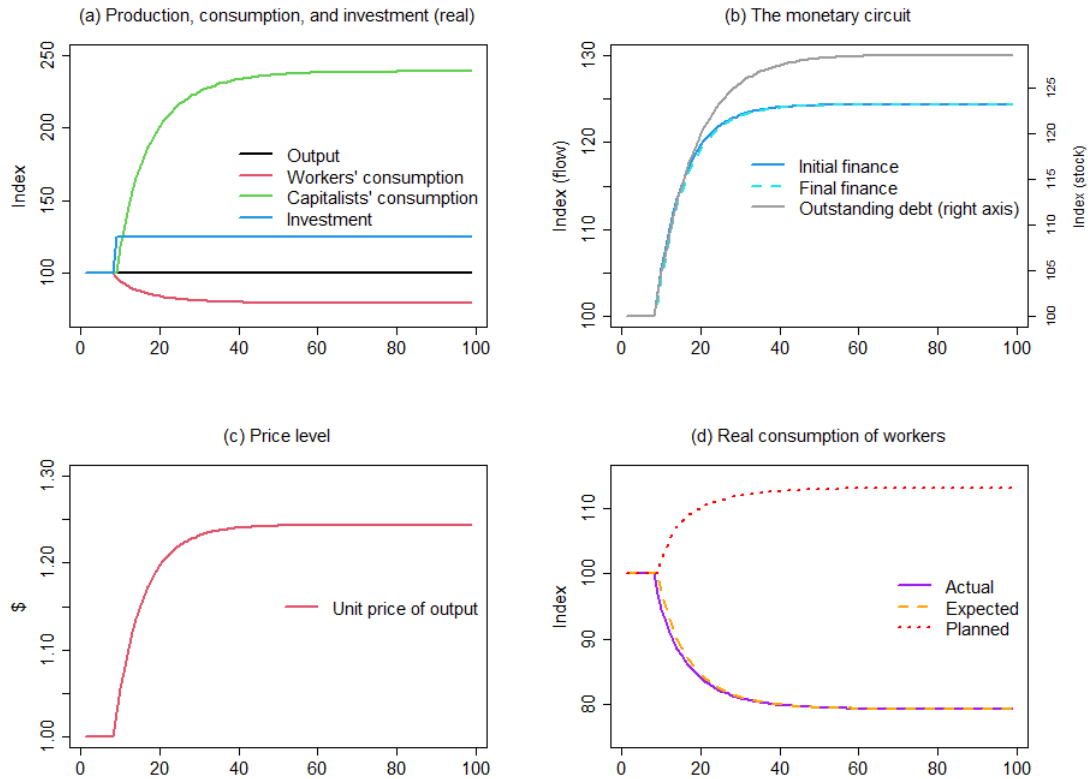 (a) Production, consumption, and investment (real)
Index
250
200
150
100
Output
Workers' consumption
Capitalists' consumption
Investment
0 20 40 60 80 100
(b) The monetary circuit
Index (flow)
130
120
110
100
Initial finance
Final finance
Outstanding debt (right axis)
125
120
115
110
105
100
Index (stock)
0 20 40 60 80 100
(c) Price level
$
1.30
1.20
1.10
1.00
Unit price of output
0 20 40 60 80 100
(d) Real consumption of workers
Index
110
100
90
80
Actual
Expected
Planned
0 20 40 60 80 100